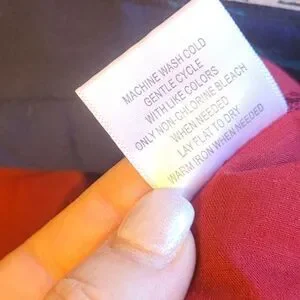 MACHINE WASH COLD
GENTLE CYCLE
WITH LIKE COLORS
ONLY NON-CHLORINE BLEACH
WHEN NEEDED
LAY FLAT TO DRY
WARM IRON WHEN NEEDED